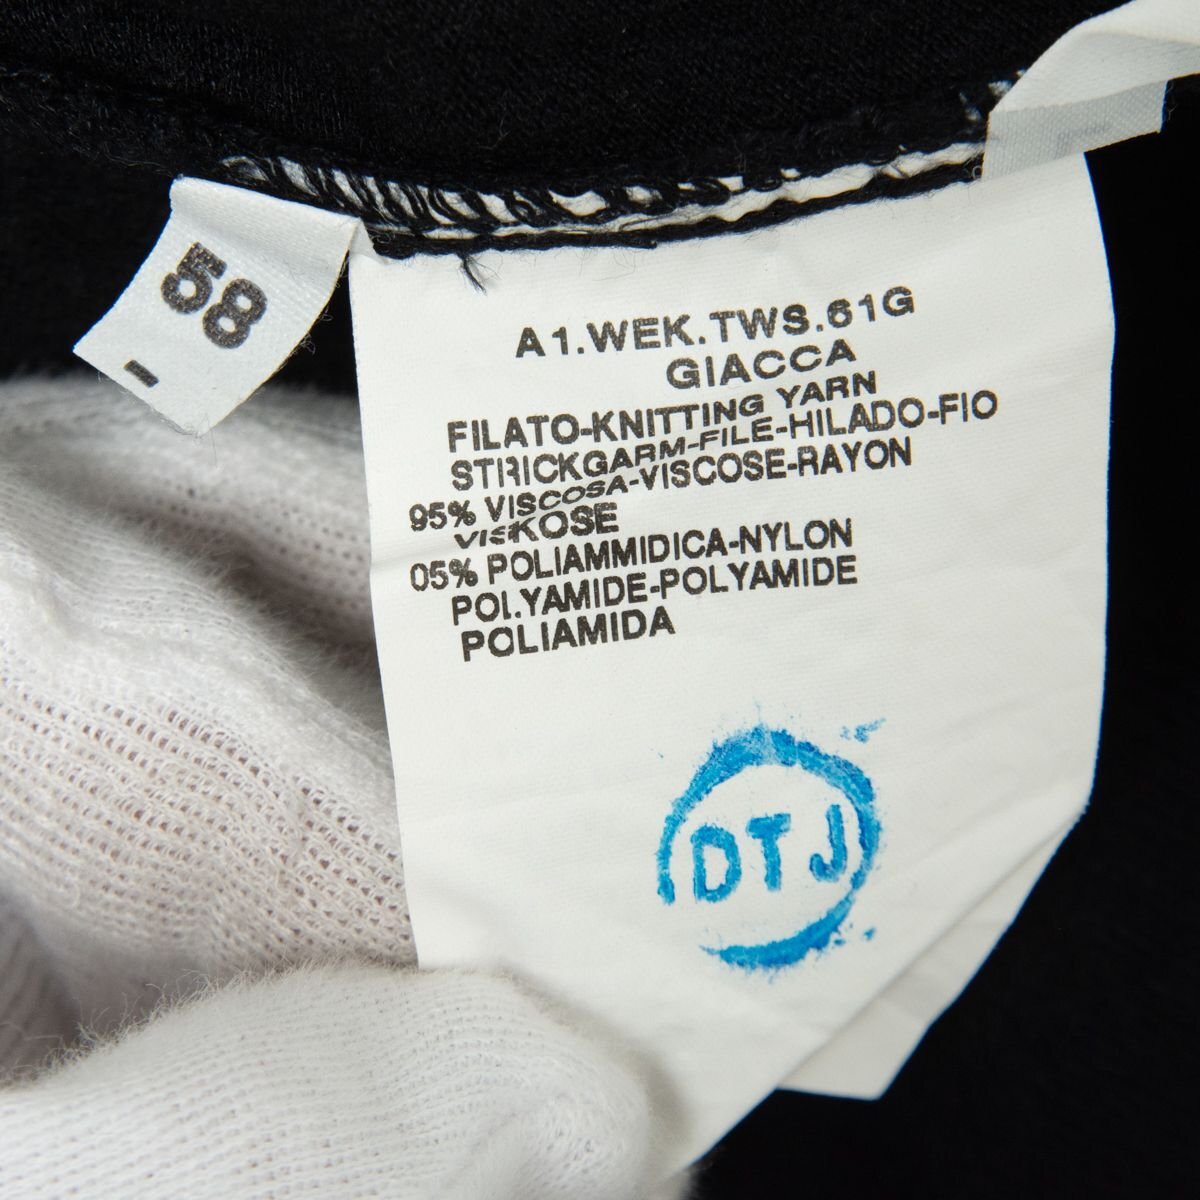 58
-
A1.WEK.TWS.61G
GIACCA
FILATO-KNITTING YARN
STRICKGARM-FILE-HILADO-FIO
95% VISCOSA-VISCOSE-RAYON
VISKOSE
05% POLIAMMIDICA-NYLON
POLYAMIDE-POLYAMIDE
POLIAMIDA
DTJ